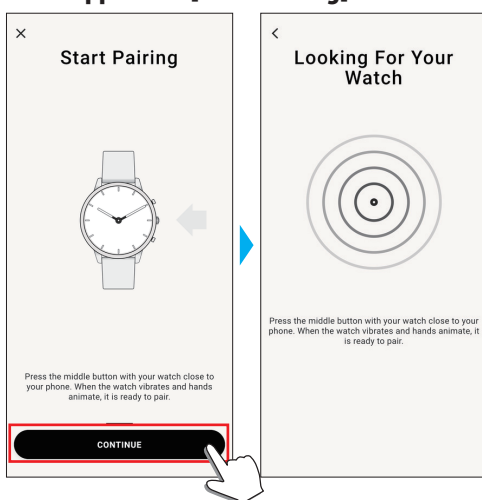 Start Pairing
Press the middle button with your watch close to
your phone. When the watch vibrates and hands
animate, it is ready to pair.
CONTINUE
Looking For Your
Watch
Press the middle button with your watch close to your
phone. When the watch vibrates and hands animate, it
is ready to pair.